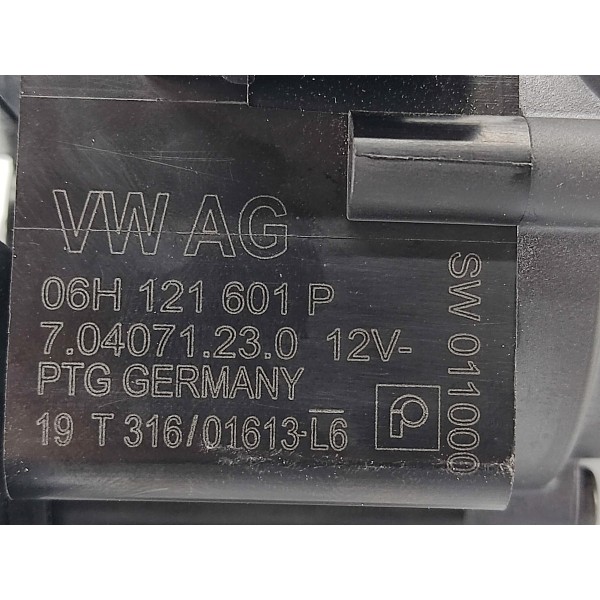 VW AG
06H 121 601 P
7.04071.23.0 12V-
PTG GERMANY
19 T 316/01613-L6
SW 011000